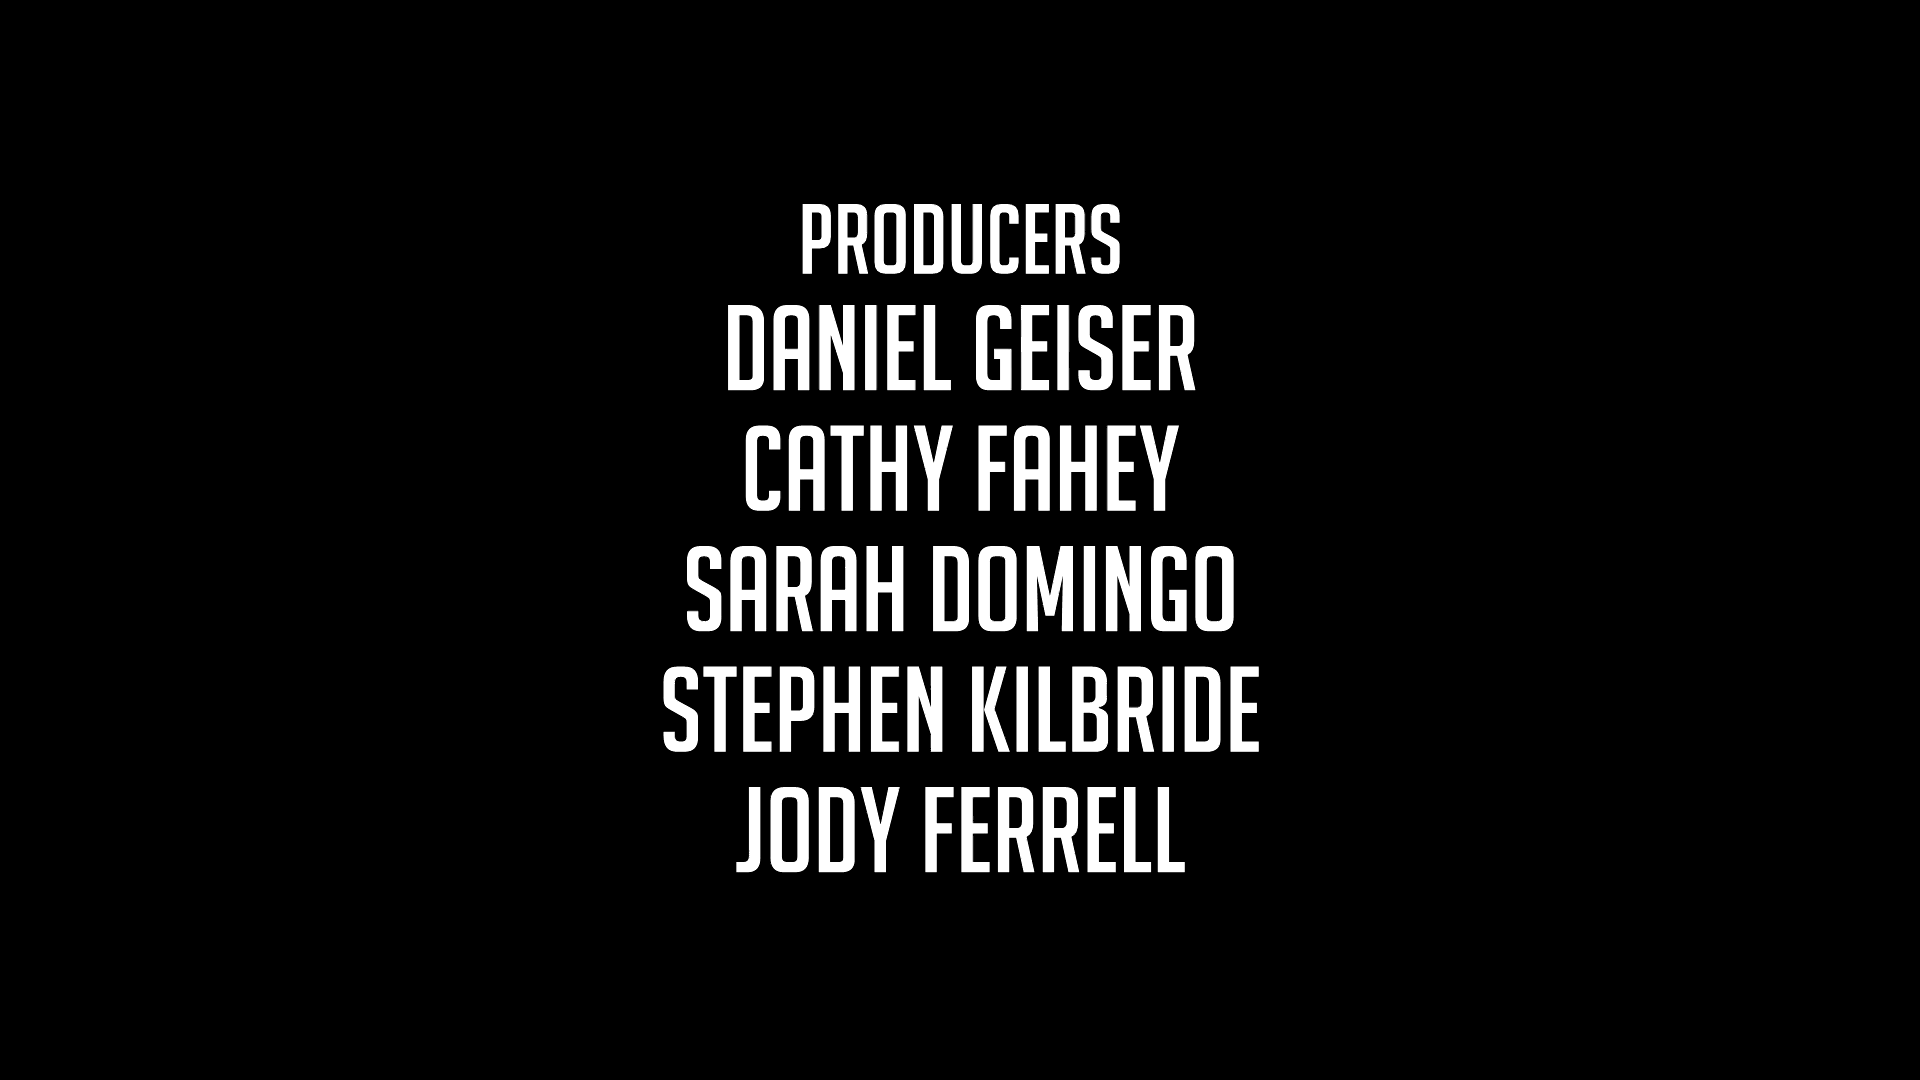 PRODUCERS
DANIEL GEISER
CATHY FAHEY
SARAH DOMINGO
STEPHEN KILBRIDE
JODY FERRELL